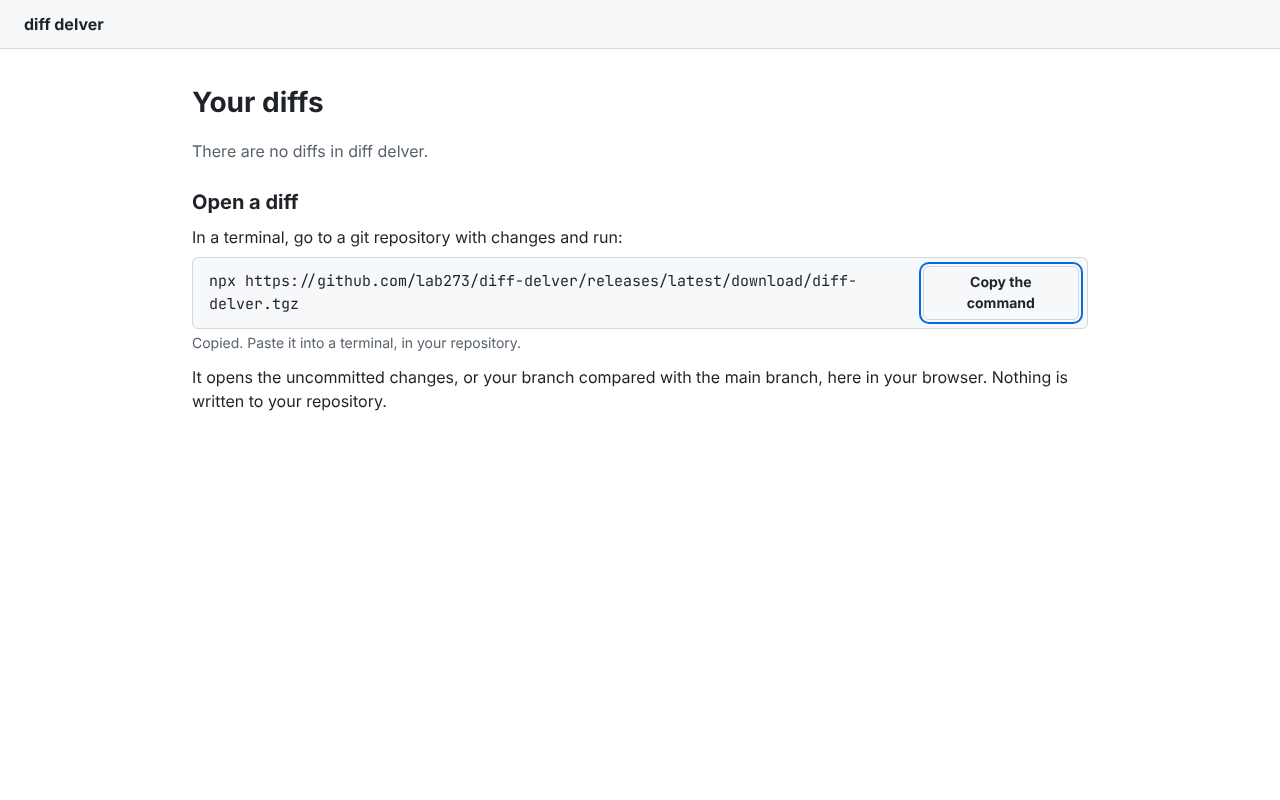 diff delver
Your diffs
There are no diffs in diff delver.
Open a diff
In a terminal, go to a git repository with changes and run:
npx https://github.com/lab273/diff-delver/releases/latest/download/diff-
delver.tgz
Copy the
command
Copied. Paste it into a terminal, in your repository.
It opens the uncommitted changes, or your branch compared with the main branch, here in your browser. Nothing is
written to your repository.